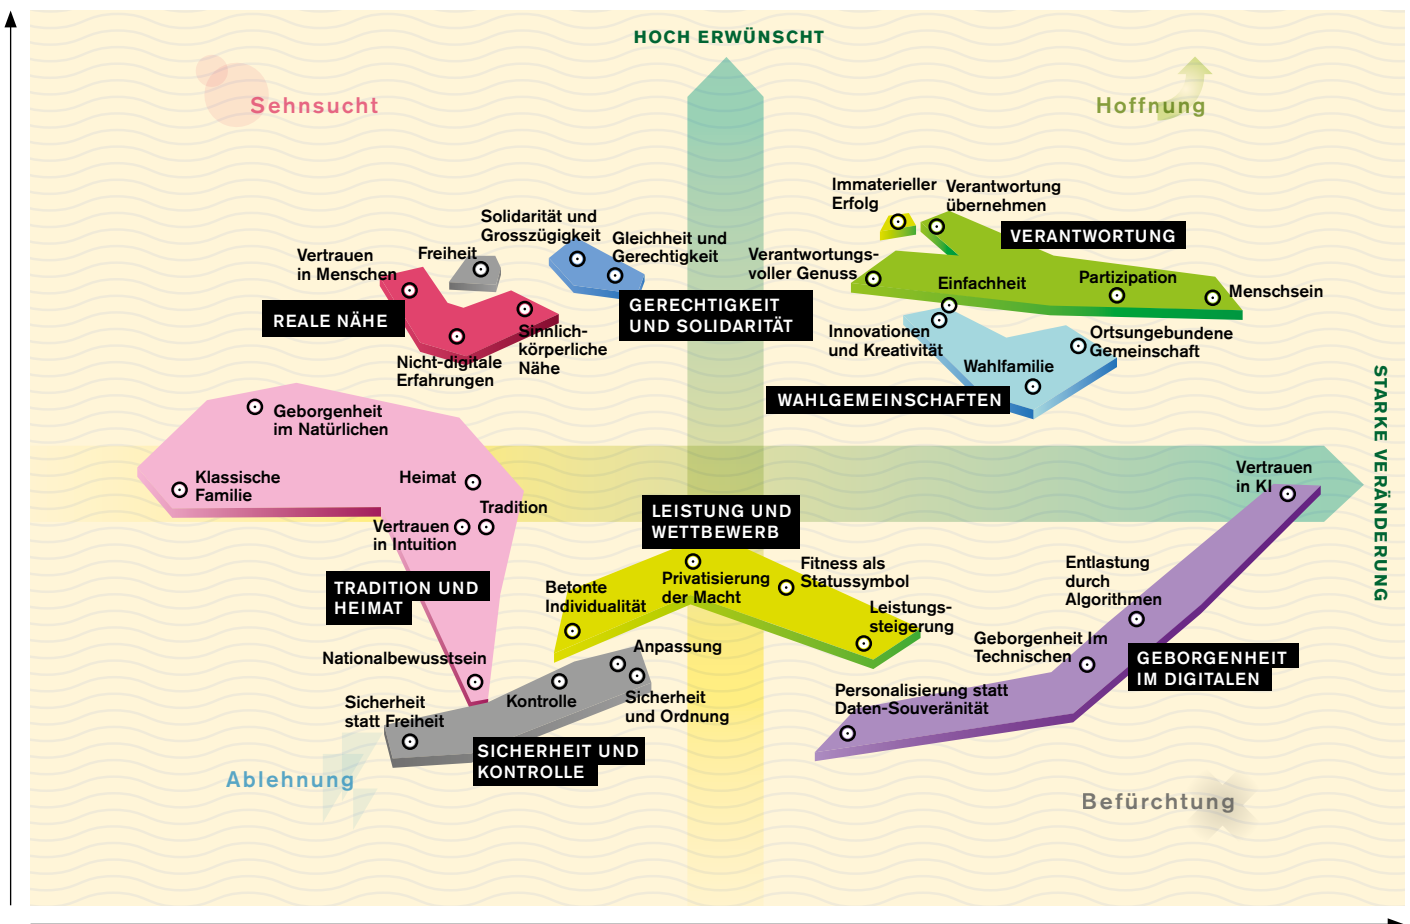 HOCH ERWÜNSCHT
Sehnsucht
Hoffnung
Immaterieller
Erfolg
Verantwortung
übernehmen
Solidarität und
Grosszügigkeit
VERANTWORTUNG
Gleichheit und
Gerechtigkeit
Freiheit
Vertrauen
in Menschen
Verantwortungs-
voller Genuss
Einfachheit
Partizipation
Menschsein
GERECHTIGKEIT
UND SOLIDARITÄT
REALE NÄHE
Sinnlich-
körperliche
Nähe
Innovationen
und Kreativität
Ortsungebundene
Gemeinschaft
Nicht-digitale
Erfahrungen
Wahlfamilie
WAHLGEMEINSCHAFTEN
STARKE VERÄNDERUNG
Geborgenheit
im Natürlichen
Klassische
Familie
Heimat
Vertrauen
in KI
Tradition
Vertrauen
in Intuition
LEISTUNG UND
WETTBEWERB
TRADITION UND
HEIMAT
Betonte
Individualität
Privatisierung
der Macht
Fitness als
Statussymbol
Entlastung
durch
Algorithmen
Leistungs-
steigerung
Geborgenheit Im
Technischen
Anpassung
GEBORGENHEIT
IM DIGITALEN
Nationalbewusstsein
Kontrolle
Sicherheit
und Ordnung
Personalisierung statt
Daten-Souveränität
Sicherheit
statt Freiheit
SICHERHEIT UND
KONTROLLE
Ablehnung
Befürchtung